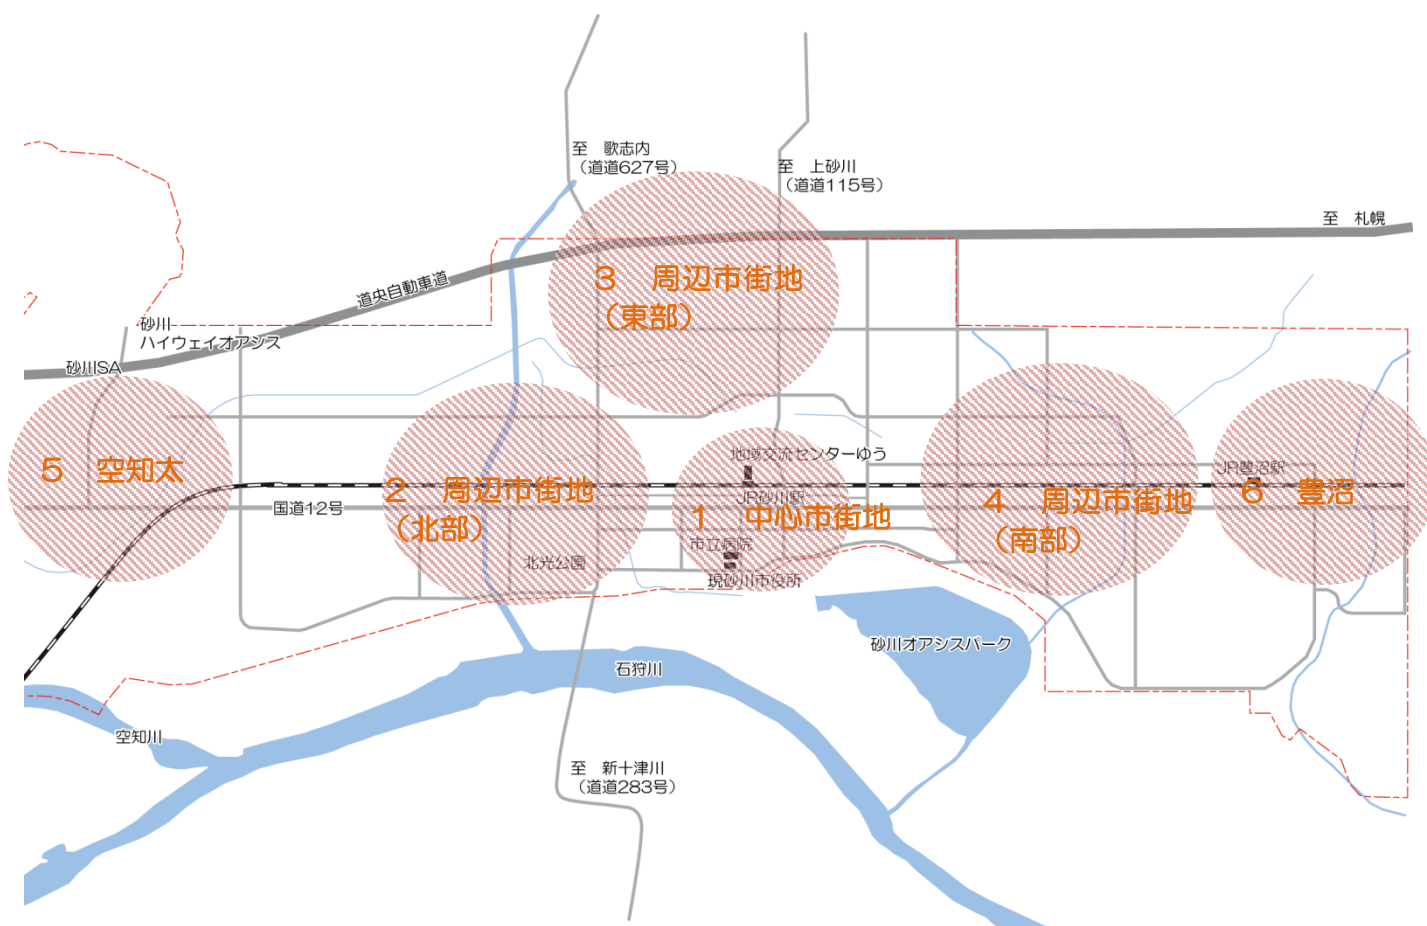 至　歌志内
（道道627号）
至　上砂川
（道道115号）
至　札幌
3　周辺市街地
（東部）
道央自動車道
砂川
ハイウェイオアシス
砂川SA
5　空知太
国道12号
2　周辺市街地
（北部）
北光公園
地域交流センターゆう
JR砂川駅
1　中心市街地
市立病院
現砂川市役所
4　周辺市街地
（南部）
JR豊沼駅
6　豊沼
砂川オアシスパーク
石狩川
空知川
至　新十津川
（道道283号）